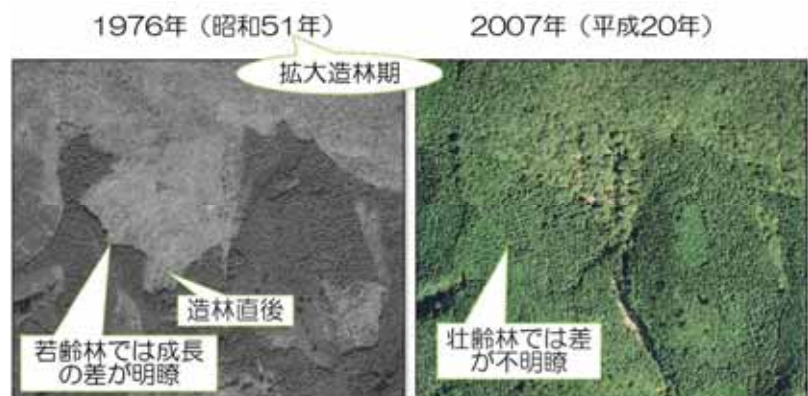 1976年（昭和51年）
2007年（平成20年）
拡大造林期
造林直後
若齢林では成長
の差が明瞭
壮齢林では差
が不明瞭